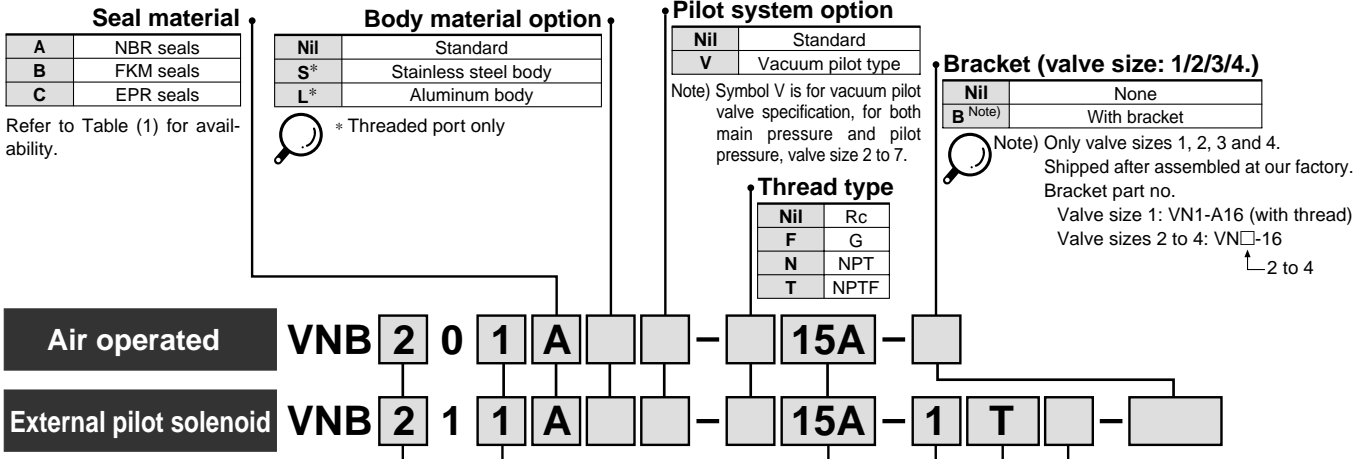 Seal material
A NBR seals
B FKM seals
C EPR seals
Refer to Table (1) for avail-
ability.
Body material option
Nil Standard
S* Stainless steel body
L* Aluminum body
* Threaded port only
Pilot system option
Nil Standard
V Vacuum pilot type
Note) Symbol V is for vacuum pilot
valve specification, for both
main pressure and pilot
pressure, valve size 2 to 7.
Thread type
Nil Rc
F G
N NPT
T NPTF
Bracket (valve size: 1/2/3/4.)
Nil None
B Note) With bracket
Note) Only valve sizes 1, 2, 3 and 4.
Shipped after assembled at our factory.
Bracket part no.
Valve size 1: VN1-A16 (with thread)
Valve sizes 2 to 4: VN□-16
2 to 4
Air operated VNB 2 0 1 A □ □ – □ 15A – □
External pilot solenoid VNB 2 1 1 A □ □ – □ 15A – 1 T □ – □